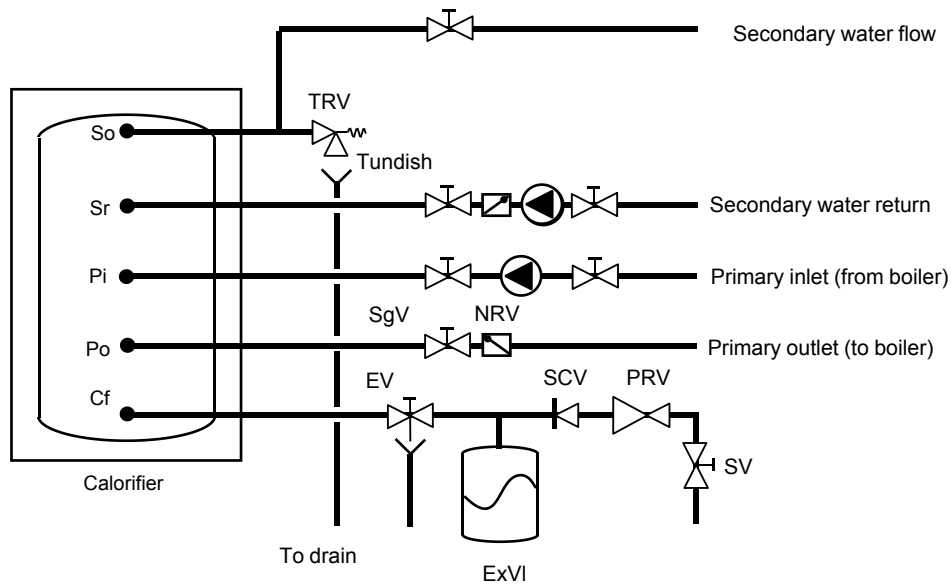 Secondary water flow
TRV
So
Tundish
Sr
Secondary water return
Pi
Primary inlet (from boiler)
SgV
NRV
Po
Primary outlet (to boiler)
EV
SCV
PRV
Cf
SV
Calorifier
To drain
ExVl